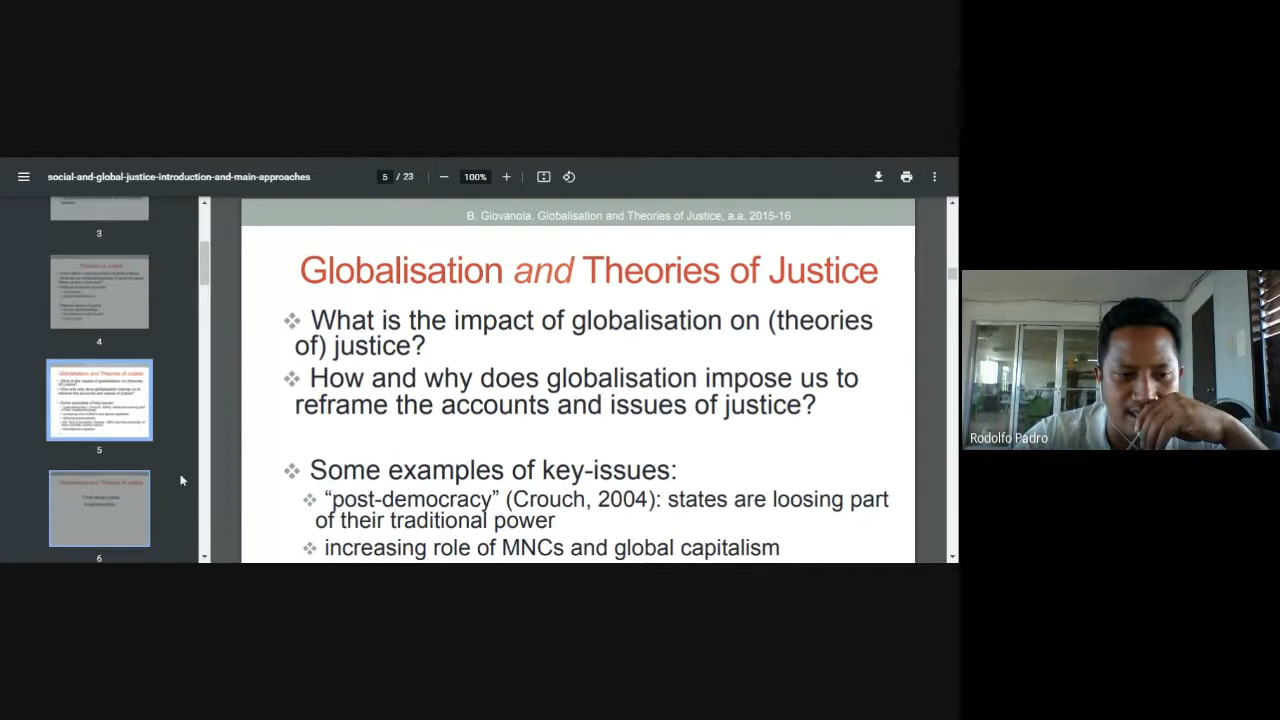 social-and-global-justice-introduction-and-main-approaches
5 / 23
100%
B. Giovanola, Globalisation and Theories of Justice, a.a. 2015-16
3
4
5
6
Globalisation and Theories of Justice
What is the impact of globalisation on (theories
of) justice?
How and why does globalisation impose us to
reframe the accounts and issues of justice?
Some examples of key-issues:
“post-democracy” (Crouch, 2004): states are loosing part
of their traditional power
increasing role of MNCs and global capitalism
Rodolfo Padro